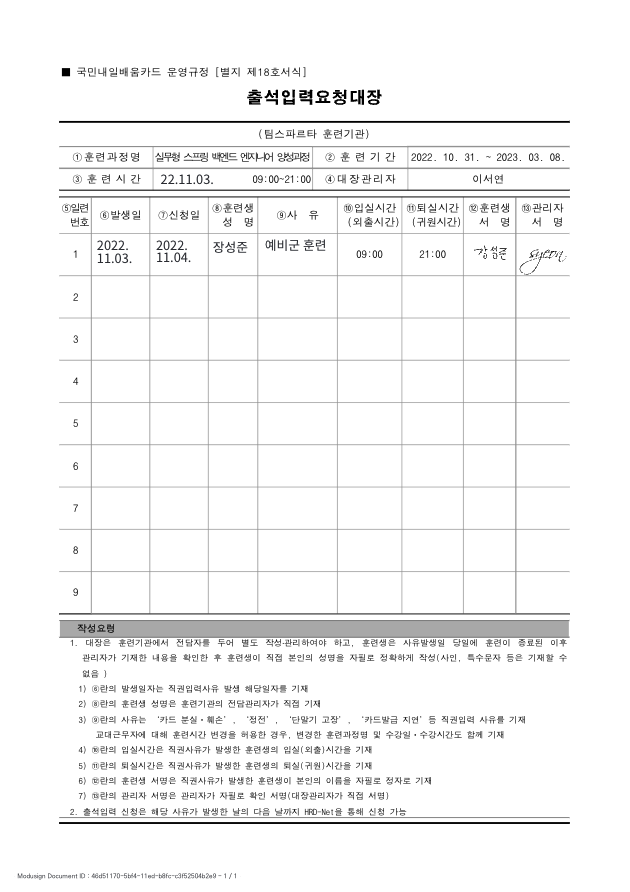 ■ 국민내일배움카드 운영규정 [별지 제18호서식]
출석입력요청대장
(팀스파르타 훈련기관)
①훈련과정명 실무형 스프링 백엔드 엔지니어 양성과정 ② 훈 련 기 간 2022. 10. 31. ~ 2023. 03. 08.
③ 훈 련 시 간 22.11.03. 09:00~21:00 ④대장관리자 이서연
⑤일련 번호 ⑥발생일 ⑦신청일 ⑧훈련생 성 명 ⑨사 유 ⑩입실시간 (외출시간) ⑪퇴실시간 (귀원시간) ⑫훈련생 서 명 ⑬관리자 서 명
1 2022. 11.03. 2022. 11.04. 장성준 예비군 훈련 09:00 21:00
2
3
4
5
6
7
8
9
작성요령
1. 대장은 훈련기관에서 전담자를 두어 별도 작성·관리하여야 하고, 훈련생은 사유발생일 당일에 훈련이 종료된 이후
관리자가 기재한 내용을 확인한 후 훈련생이 직접 본인의 성명을 자필로 정확하게 작성(사인, 특수문자 등은 기재할 수
없음 )
1) ⑥란의 발생일자는 직권입력사유 발생 해당일자를 기재
2) ⑧란의 훈련생 성명은 훈련기관의 전담관리자가 직접 기재
3) ⑨란의 사유는 ‘카드 분실·훼손’, ‘정전’, ‘단말기 고장’, ‘카드발급 지연’등 직권입력 사유를 기재
교대근무자에 대해 훈련시간 변경을 허용한 경우, 변경한 훈련과정명 및 수강일·수강시간도 함께 기재
4) ⑩란의 입실시간은 직권사유가 발생한 훈련생의 입실(외출)시간을 기재
5) ⑪란의 퇴실시간은 직권사유가 발생한 훈련생의 퇴실(귀원)시간을 기재
6) ⑫란의 훈련생 서명은 직권사유가 발생한 훈련생이 본인의 이름을 자필로 정자로 기재
7) ⑬란의 관리자 서명은 관리자가 자필로 확인 서명(대장관리자가 직접 서명)
2. 출석입력 신청은 해당 사유가 발생한 날의 다음 날까지 HRD-Net을 통해 신청 가능
Modusign Document ID : 46d51170-5bf4-11ed-b8fc-c3f52504b2e9 - 1 / 1